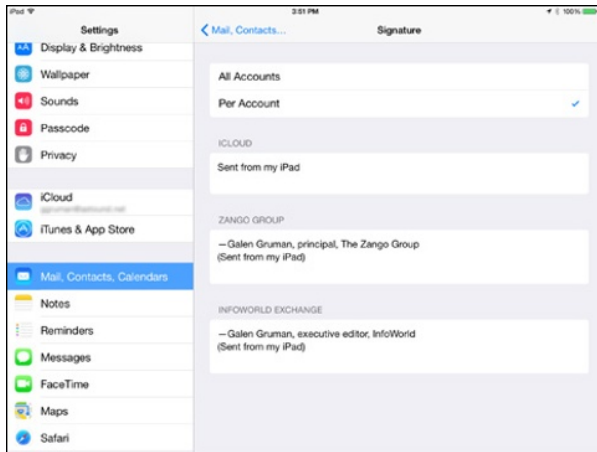 iPad 3:51 PM 100%
Settings
Display & Brightness
Wallpaper
Sounds
Passcode
Privacy
iCloud
iTunes & App Store
Mail, Contacts, Calendars
Notes
Reminders
Messages
FaceTime
Maps
Safari
Mail, Contacts... Signature
All Accounts
Per Account
ICLOUD
Sent from my iPad
ZANGO GROUP
—Galen Gruman, principal, The Zango Group
(Sent from my iPad)
INFOWORLD EXCHANGE
—Galen Gruman, executive editor, InfoWorld
(Sent from my iPad)